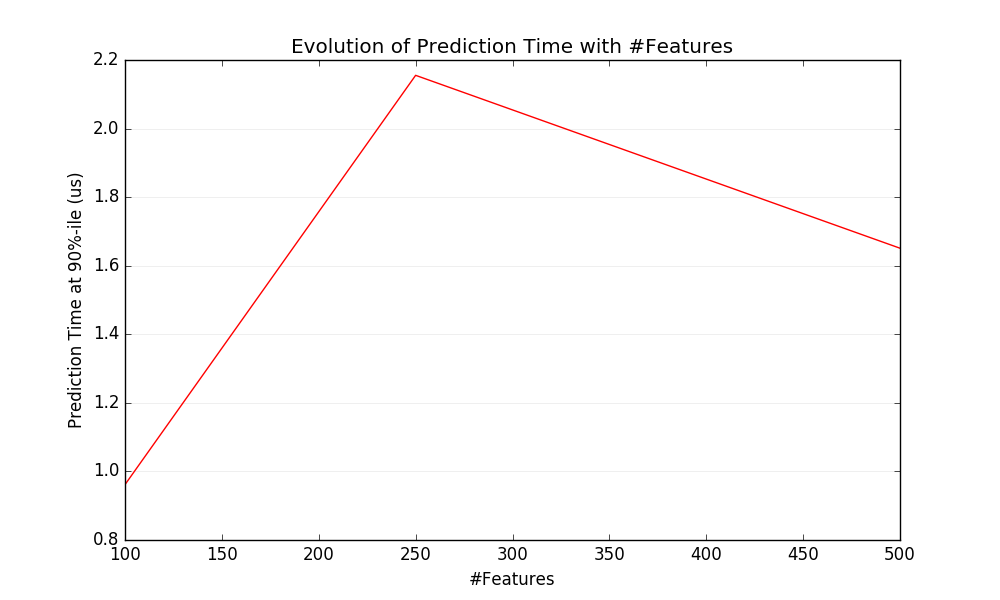 Evolution of Prediction Time with #Features
Prediction Time at 90%-ile (us)
2.2
2.0
1.8
1.6
1.4
1.2
1.0
0.8
100 150 200 250 300 350 400 450 500
#Features